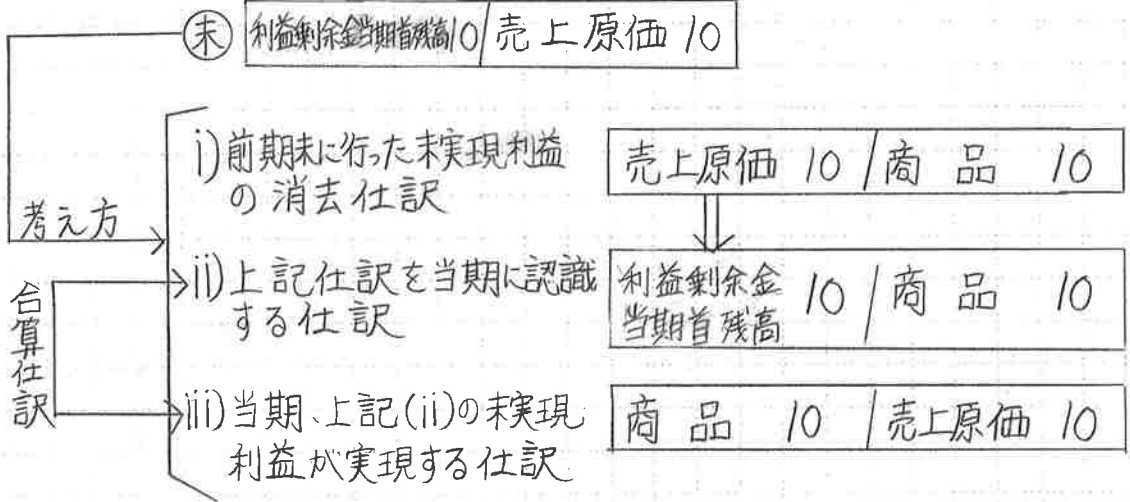 未 利益剰余金当期首残高10/売上原価 10
i)前期末に行った未実現利益
の消去仕訳
売上原価 10/商品 10
考え方
ii)上記仕訳を当期に認識
する仕訳
利益剰余金
当期首残高 10/商品 10
合算仕訳
iii)当期、上記(ii)の未実現
利益が実現する仕訳
商品 10/売上原価 10